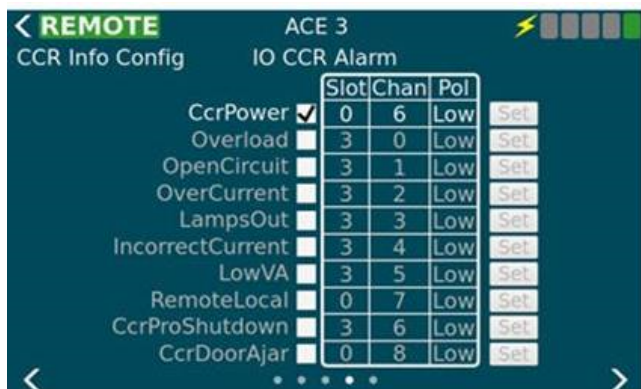 < REMOTE ACE 3
CCR Info Config IO CCR Alarm
Slot Chan Pol
CcrPower 0 6 Low Set
Overload 3 0 Low Set
OpenCircuit 3 1 Low Set
OverCurrent 3 2 Low Set
LampsOut 3 3 Low Set
IncorrectCurrent 3 4 Low Set
LowVA 3 5 Low Set
RemoteLocal 0 7 Low Set
CcrProShutdown 3 6 Low Set
CcrDoorAjar 0 8 Low Set
< >